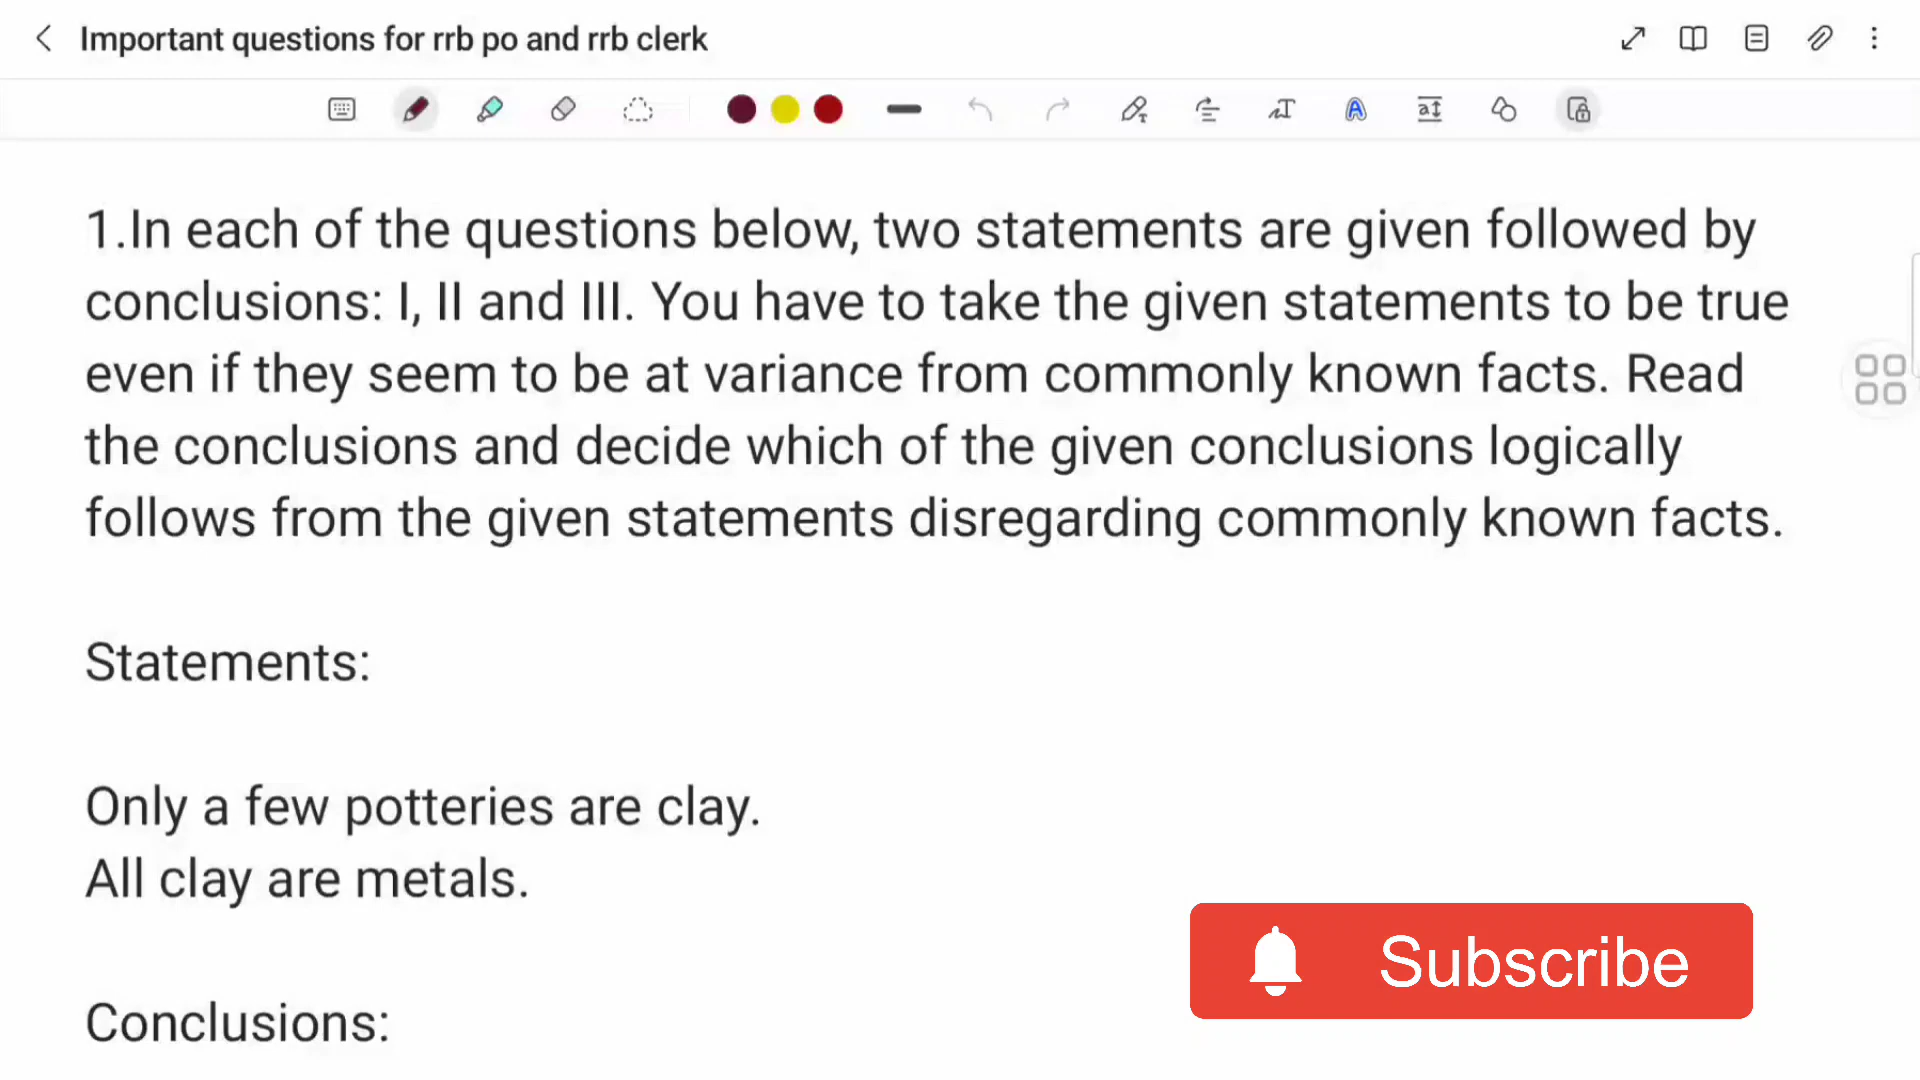 Important questions for rrb po and rrb clerk
1.In each of the questions below, two statements are given followed by
conclusions: I, II and III. You have to take the given statements to be true
even if they seem to be at variance from commonly known facts. Read
the conclusions and decide which of the given conclusions logically
follows from the given statements disregarding commonly known facts.
Statements:
Only a few potteries are clay.
All clay are metals.
Subscribe
Conclusions: